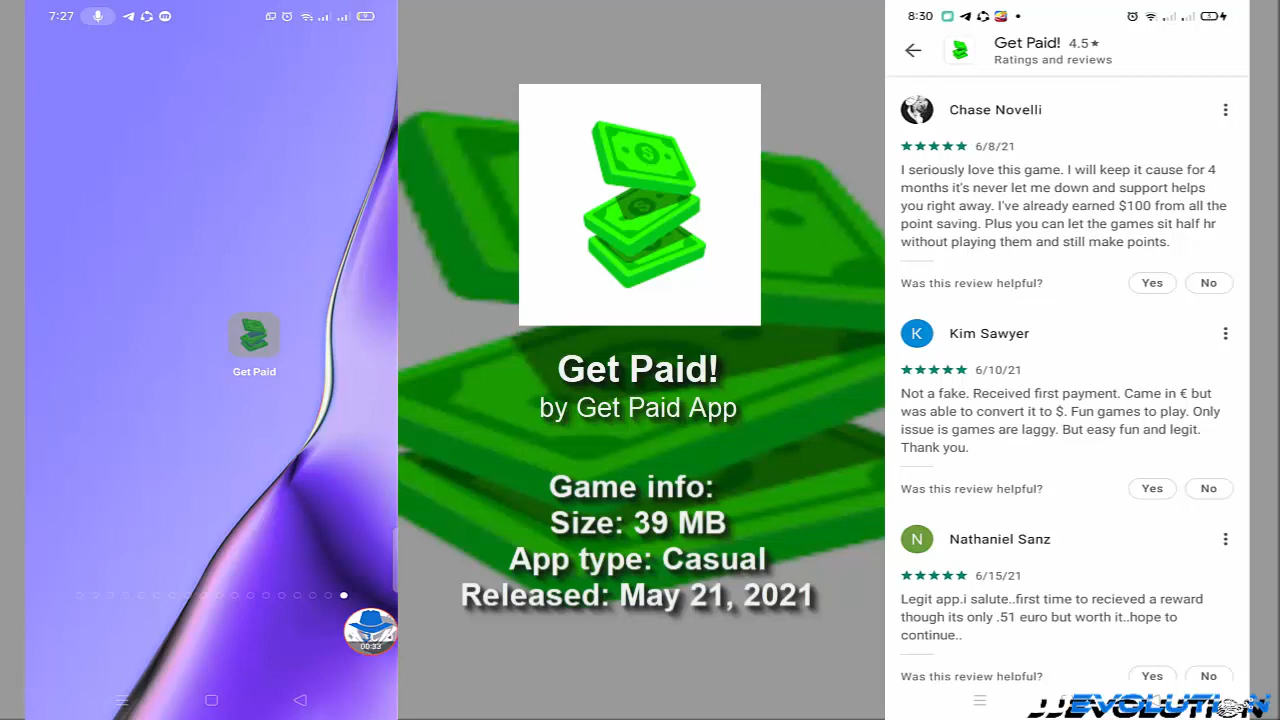 7:27
Get Paid
00:33
Get Paid!
by Get Paid App
Game info:
Size: 39 MB
App type: Casual
Released: May 21, 2021
8:30
Get Paid! 4.5★
Ratings and reviews
Chase Novelli
6/8/21
I seriously love this game. I will keep it cause for 4
months it's never let me down and support helps
you right away. I've already earned $100 from all the
point saving. Plus you can let the games sit half hr
without playing them and still make points.
Was this review helpful? Yes No
K Kim Sawyer
6/10/21
Not a fake. Received first payment. Came in € but
was able to convert it to $. Fun games to play. Only
issue is games are laggy. But easy fun and legit.
Thank you.
Was this review helpful? Yes No
N Nathaniel Sanz
6/15/21
Legit app.i salute..first time to recieved a reward
though its only .51 euro but worth it..hope to
continue..
Was this review helpful? Yes No
JJEVOLUTION